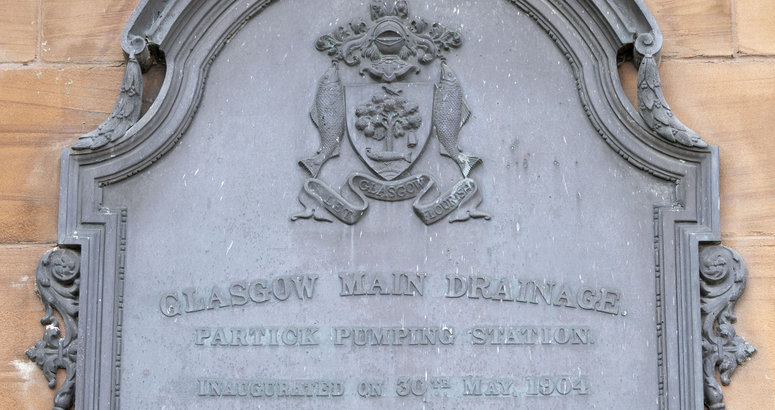 LET GLASGOW FLOURISH
GLASGOW MAIN DRAINAGE.
PARTICK PUMPING STATION.
INAUGURATED ON 30TH MAY, 1904